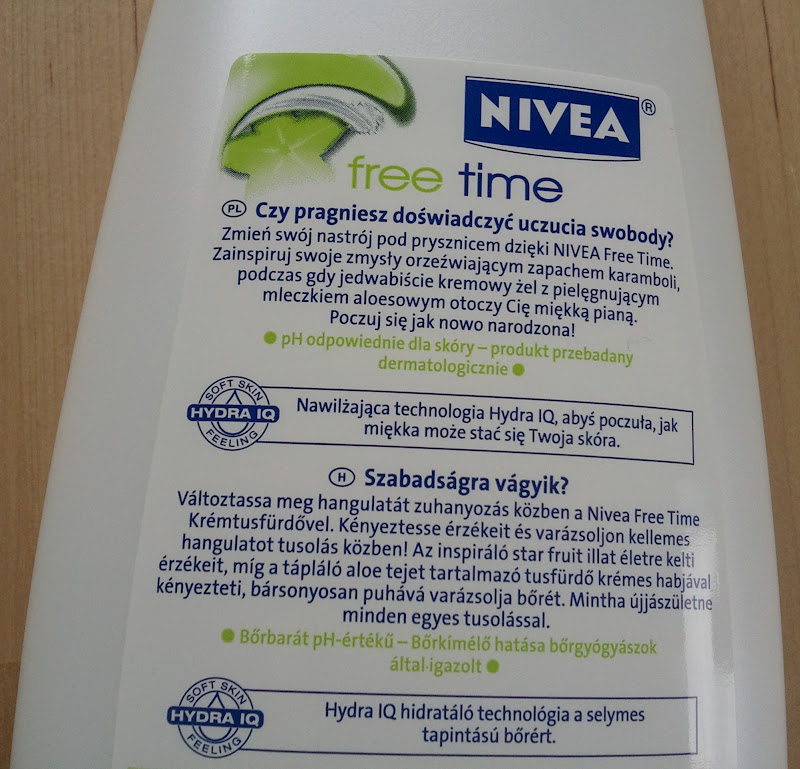 NIVEA®
free time
PL Czy pragniesz doświadczyć uczucia swobody?
Zmień swój nastrój pod prysznicem dzięki NIVEA Free Time.
Zainspiruj swoje zmysły orzeźwiającym zapachem karamboli,
podczas gdy jedwabiście kremowy żel z pielęgnującym
mleczkiem aloesowym otoczy Cię miękką pianą.
Poczuj się jak nowo narodzona!
● pH odpowiednie dla skóry – produkt przebadany
dermatologicznie ●
SOFT SKIN
HYDRA IQ
FEELING
Nawilżająca technologia Hydra IQ, abyś poczuła, jak
miękka może stać się Twoja skóra.
H Szabadságra vágyik?
Változtassa meg hangulatát zuhanyozás közben a Nivea Free Time
Krémtusfürdővel. Kényeztesse érzékeit és varázsoljon kellemes
hangulatot tusolás közben! Az inspiráló star fruit illat életre kelti
érzékeit, míg a tápláló aloe tejet tartalmazó tusfürdő krémes habjával
kényezteti, bársonyosan puhává varázsolja bőrét. Mintha újjászületne
minden egyes tusolással.
● Bőrbarát pH-értékű – Bőrkímélő hatása bőrgyógyászok
által·igazolt ●
SOFT SKIN
HYDRA IQ
FEELING
Hydra IQ hidratáló technológia a selymes
tapintású bőrért.